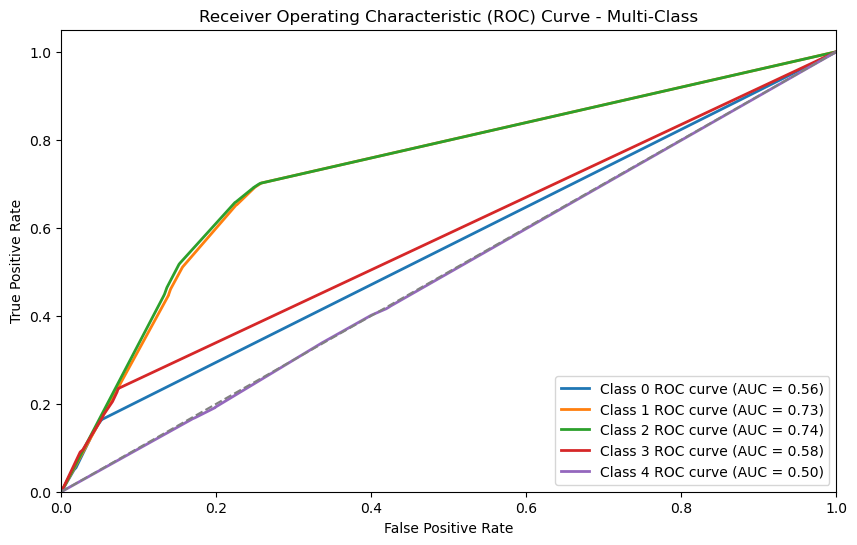 Receiver Operating Characteristic (ROC) Curve - Multi-Class
True Positive Rate
1.0
0.8
0.6
0.4
0.2
0.0
Class 0 ROC curve (AUC = 0.56)
Class 1 ROC curve (AUC = 0.73)
Class 2 ROC curve (AUC = 0.74)
Class 3 ROC curve (AUC = 0.58)
Class 4 ROC curve (AUC = 0.50)
0.0 0.2 0.4 0.6 0.8 1.0
False Positive Rate